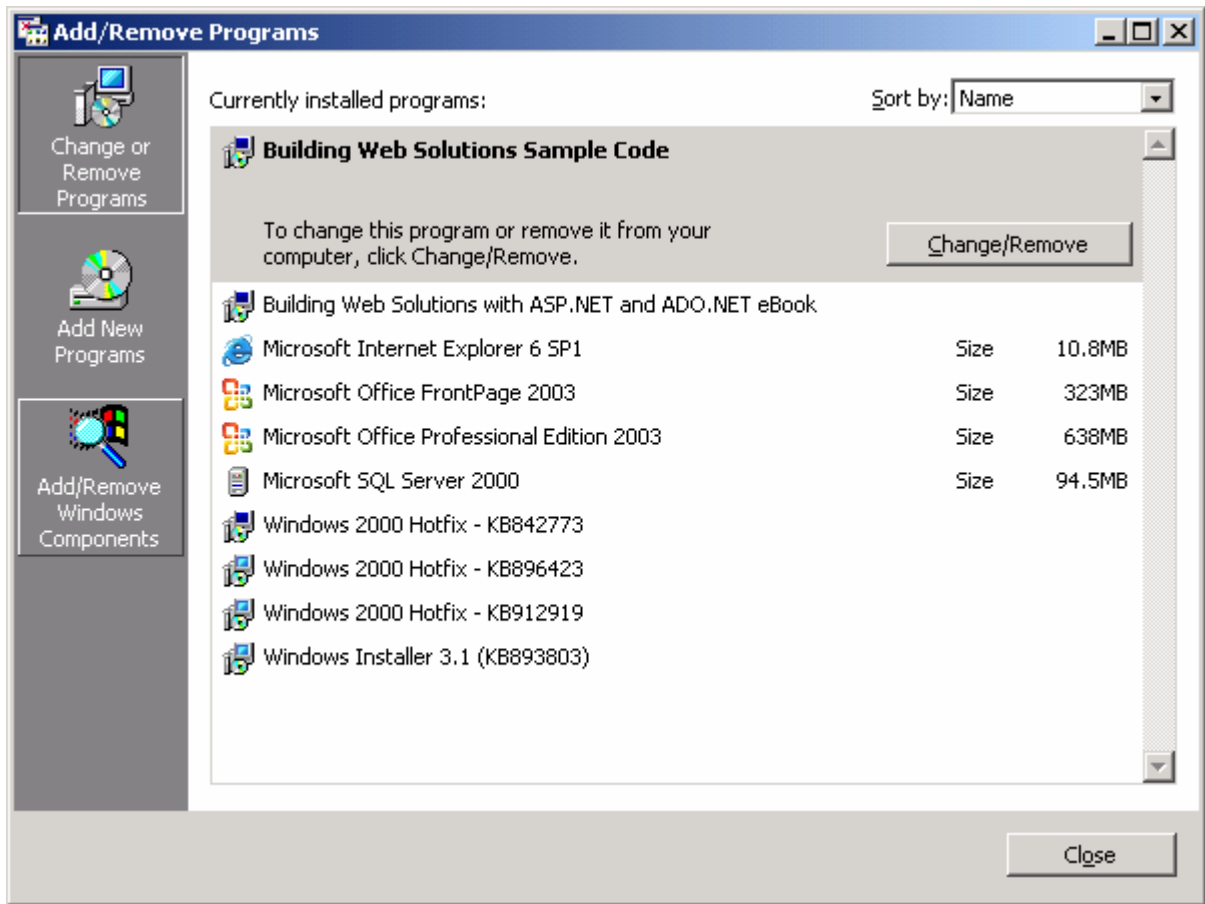 Add/Remove Programs
Change or
Remove
Programs
Add New
Programs
Add/Remove
Windows
Components
Currently installed programs:
Sort by: Name
Building Web Solutions Sample Code
To change this program or remove it from your
computer, click Change/Remove.
Change/Remove
Building Web Solutions with ASP.NET and ADO.NET eBook
Microsoft Internet Explorer 6 SP1 Size 10.8MB
Microsoft Office FrontPage 2003 Size 323MB
Microsoft Office Professional Edition 2003 Size 638MB
Microsoft SQL Server 2000 Size 94.5MB
Windows 2000 Hotfix - KB842773
Windows 2000 Hotfix - KB896423
Windows 2000 Hotfix - KB912919
Windows Installer 3.1 (KB893803)
Close